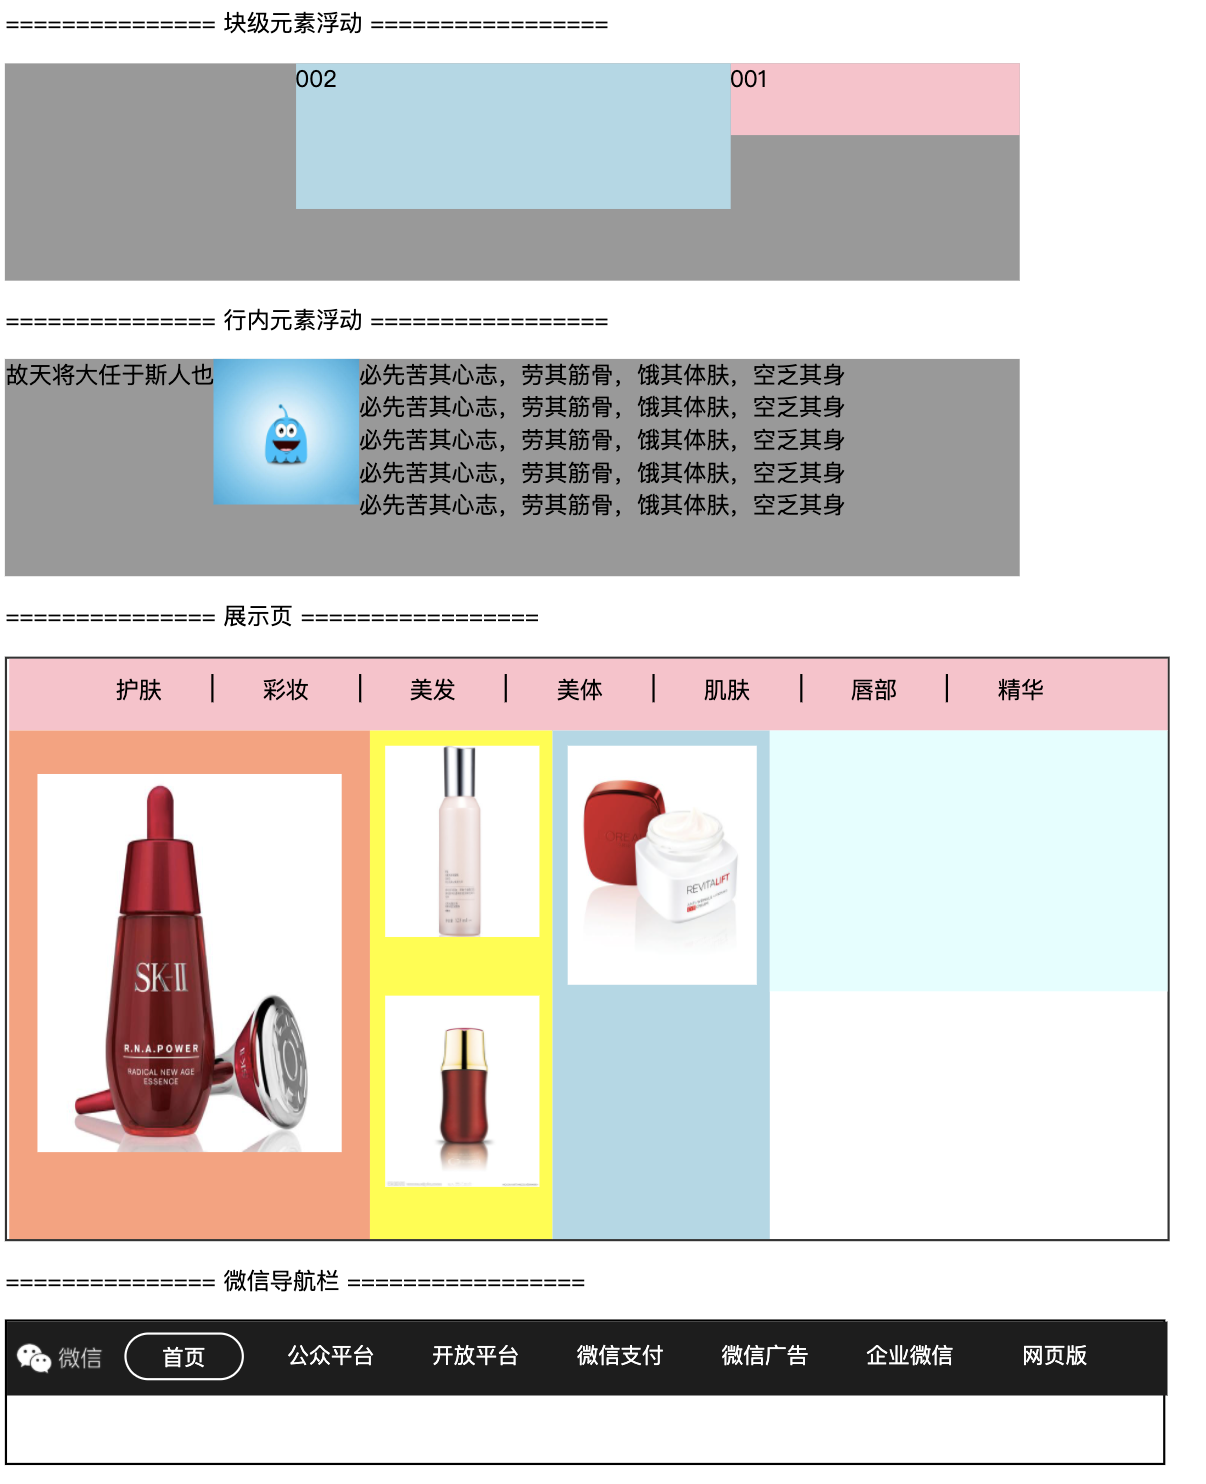 =============== 块级元素浮动 =================
002
001
=============== 行内元素浮动 =================
故天将大任于斯人也
必先苦其心志，劳其筋骨，饿其体肤，空乏其身
必先苦其心志，劳其筋骨，饿其体肤，空乏其身
必先苦其心志，劳其筋骨，饿其体肤，空乏其身
必先苦其心志，劳其筋骨，饿其体肤，空乏其身
必先苦其心志，劳其筋骨，饿其体肤，空乏其身
=============== 展示页 =================
护肤 | 彩妆 | 美发 | 美体 | 肌肤 | 唇部 | 精华
SK-II
R.N.A.POWER
RADICAL NEW AGE
ESSENCE
REVITALIFT
=============== 微信导航栏 =================
微信 首页 公众平台 开放平台 微信支付 微信广告 企业微信 网页版